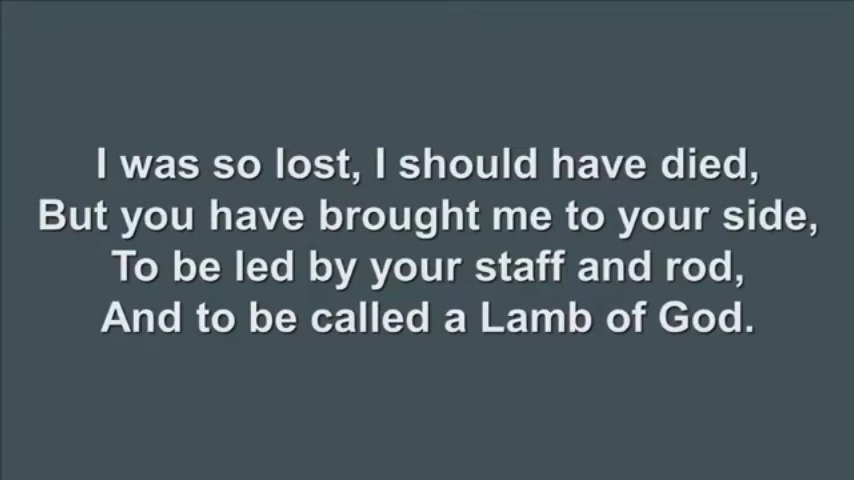 I was so lost, I should have died,
But you have brought me to your side,
To be led by your staff and rod,
And to be called a Lamb of God.